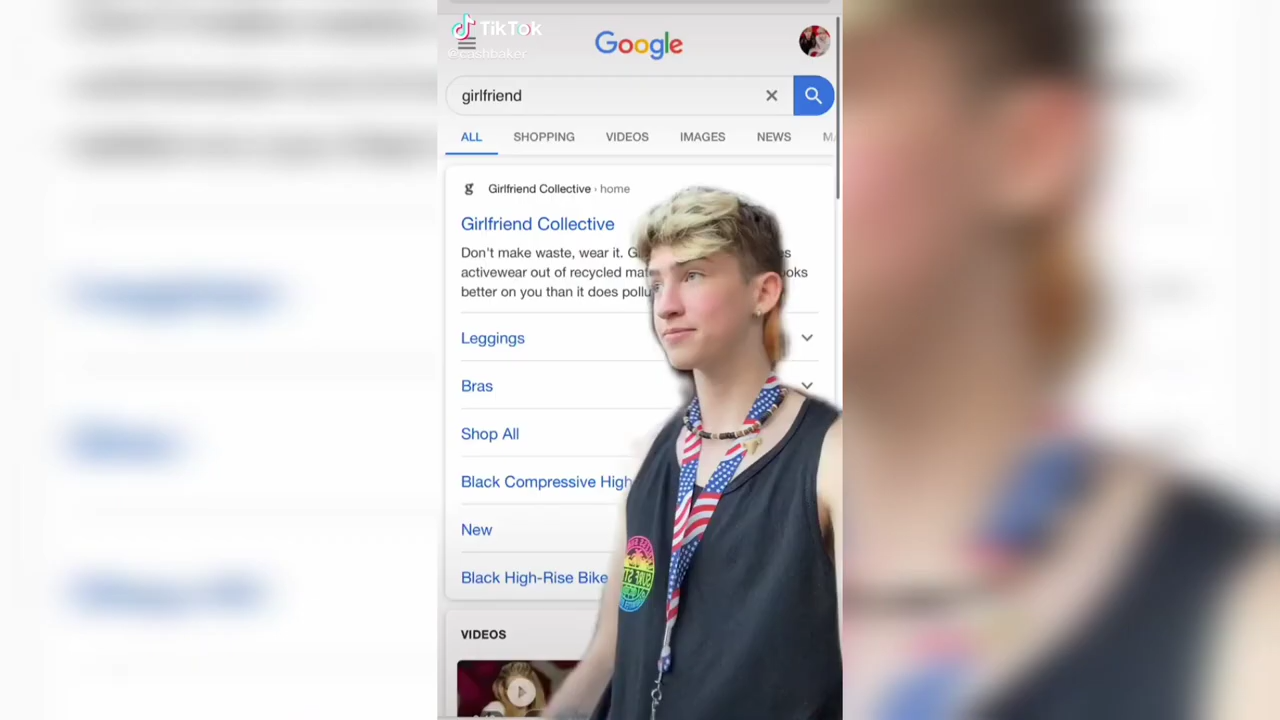 TikTok
@cashbaker
Google
girlfriend
ALL SHOPPING VIDEOS IMAGES NEWS
Girlfriend Collective › home
Girlfriend Collective
Don't make waste, wear it.
activewear out of recycled
better on you than it does
Leggings
Bras
Shop All
Black Compressive High
New
Black High-Rise Bike
VIDEOS